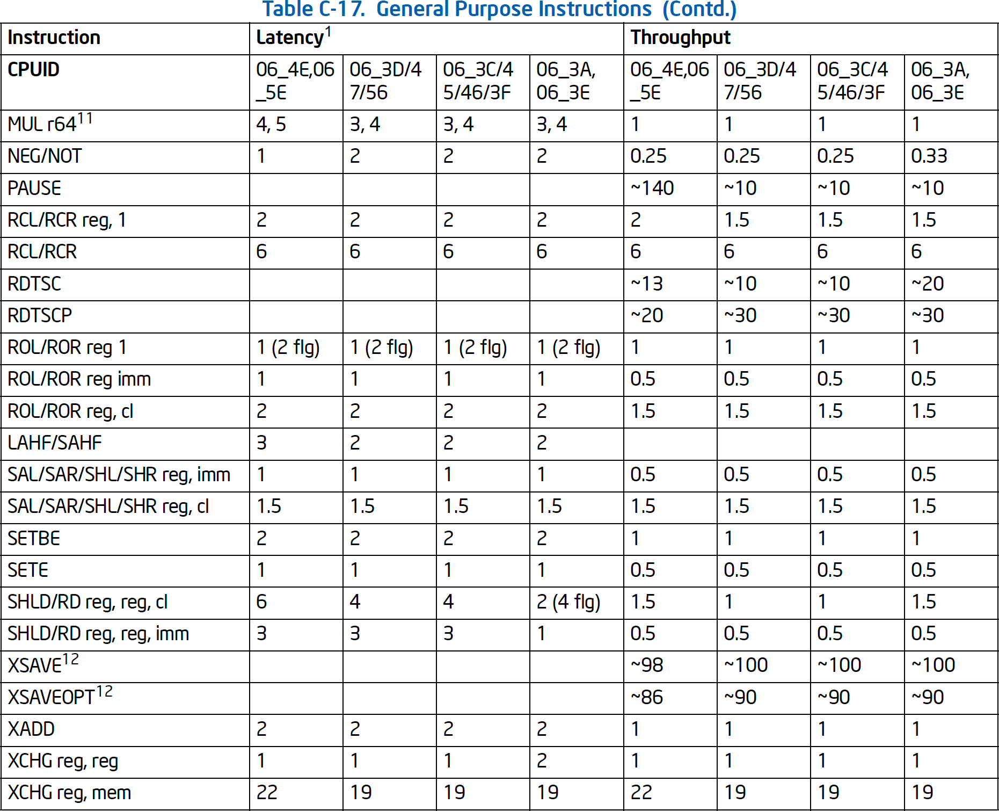 Table C-17. General Purpose Instructions (Contd.)
Instruction Latency1 Throughput
CPUID 06_4E,06 06_3D/4 06_3C/4 06_3A, 06_4E,06 06_3D/4 06_3C/4 06_3A,
_5E 7/56 5/46/3F 06_3E _5E 7/56 5/46/3F 06_3E
MUL r6411 4, 5 3, 4 3, 4 3, 4 1 1 1 1
NEG/NOT 1 2 2 2 0.25 0.25 0.25 0.33
PAUSE ~140 ~10 ~10 ~10
RCL/RCR reg, 1 2 2 2 2 2 1.5 1.5 1.5
RCL/RCR 6 6 6 6 6 6 6 6
RDTSC ~13 ~10 ~10 ~20
RDTSCP ~20 ~30 ~30 ~30
ROL/ROR reg 1 1 (2 flg) 1 (2 flg) 1 (2 flg) 1 (2 flg) 1 1 1 1
ROL/ROR reg imm 1 1 1 1 0.5 0.5 0.5 0.5
ROL/ROR reg, cl 2 2 2 2 1.5 1.5 1.5 1.5
LAHF/SAHF 3 2 2 2
SAL/SAR/SHL/SHR reg, imm 1 1 1 1 0.5 0.5 0.5 0.5
SAL/SAR/SHL/SHR reg, cl 1.5 1.5 1.5 1.5 1.5 1.5 1.5 1.5
SETBE 2 2 2 2 1 1 1 1
SETE 1 1 1 1 0.5 0.5 0.5 0.5
SHLD/RD reg, reg, cl 6 4 4 2 (4 flg) 1.5 1 1 1.5
SHLD/RD reg, reg, imm 3 3 3 1 0.5 0.5 0.5 0.5
XSAVE12 ~98 ~100 ~100 ~100
XSAVEOPT12 ~86 ~90 ~90 ~90
XADD 2 2 2 2 1 1 1 1
XCHG reg, reg 1 1 1 2 1 1 1 1
XCHG reg, mem 22 19 19 19 22 19 19 19